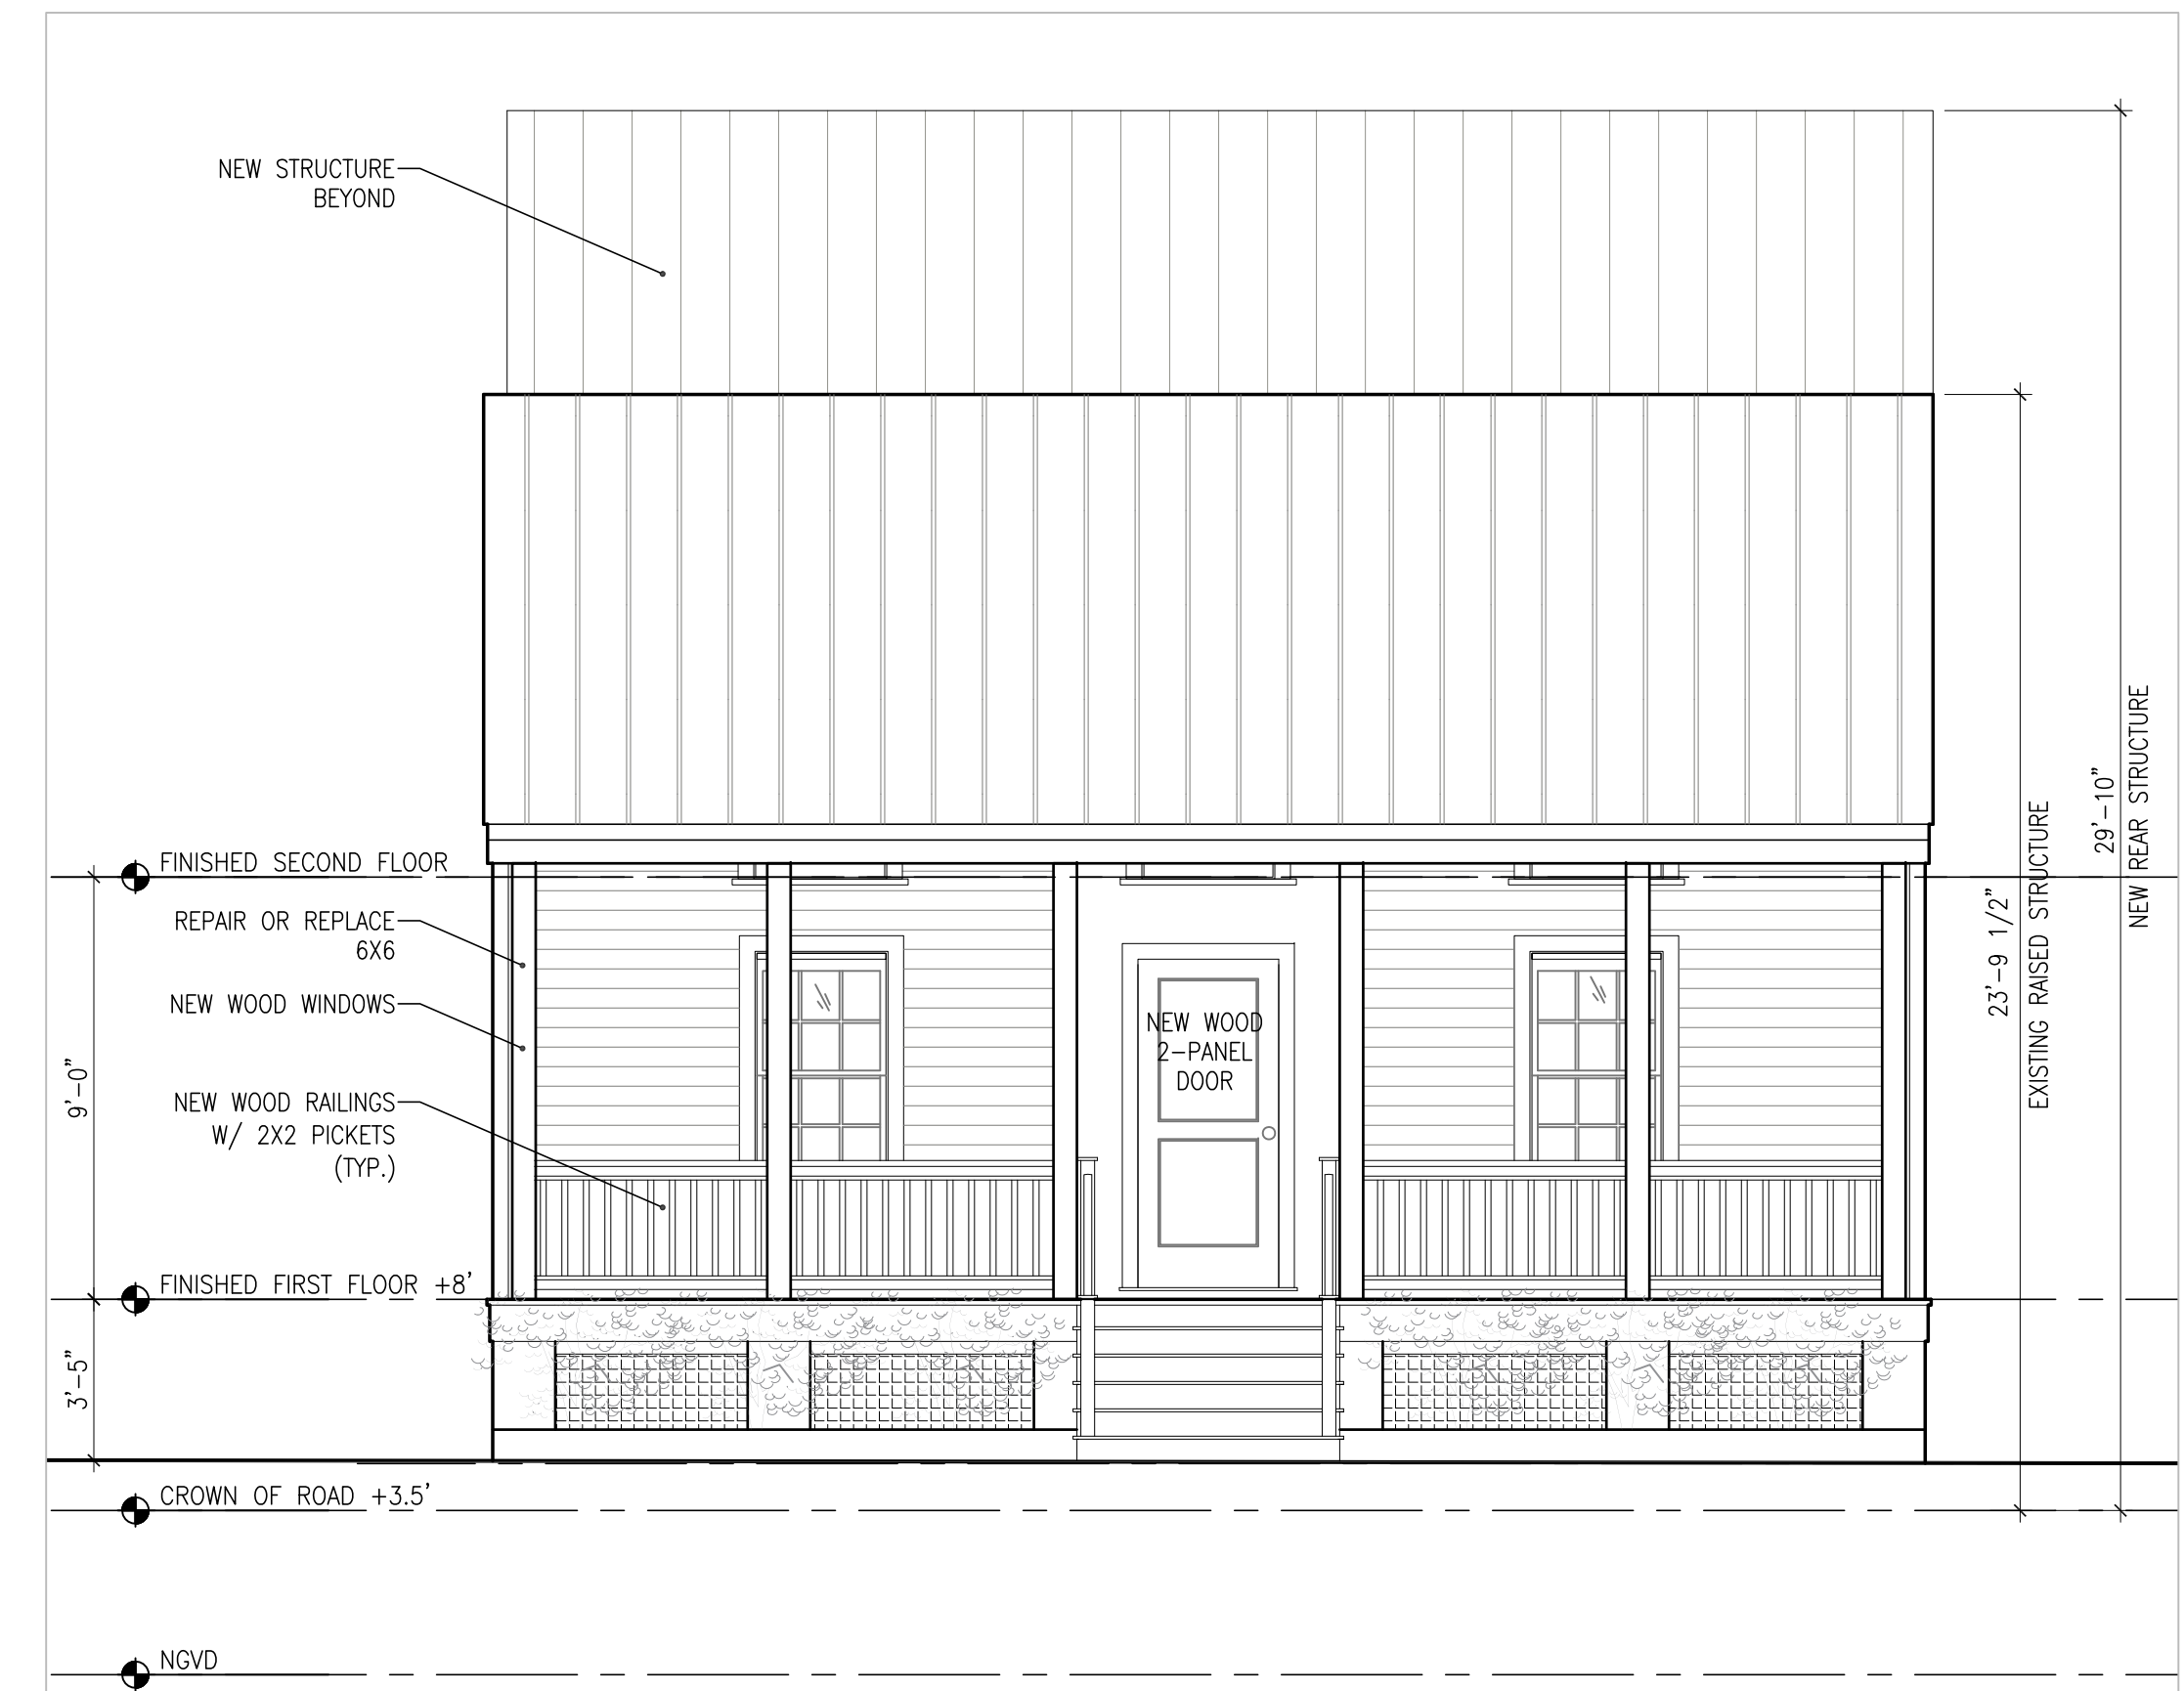 NEW STRUCTURE
BEYOND
FINISHED SECOND FLOOR
REPAIR OR REPLACE
6X6
NEW WOOD WINDOWS
NEW WOOD RAILINGS
W/ 2X2 PICKETS
(TYP.)
9'-0"
FINISHED FIRST FLOOR +8'
3'-5"
CROWN OF ROAD +3.5'
NGVD
NEW WOOD
2-PANEL
DOOR
23'-9 1/2"
EXISTING RAISED STRUCTURE
29'-10"
NEW REAR STRUCTURE